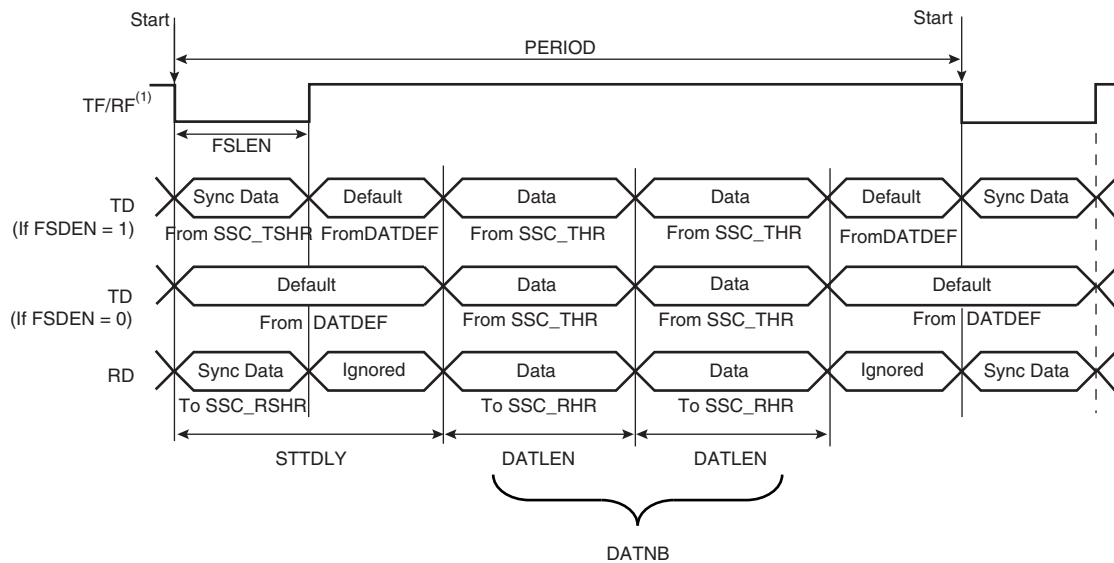 Start
Start
PERIOD
TF/RF(1)
FSLEN
TD
(If FSDEN = 1)
Sync Data
Default
Data
Data
Default
Sync Data
From SSC_TSHR
FromDATDEF
From SSC_THR
From SSC_THR
FromDATDEF
TD
(If FSDEN = 0)
Default
Data
Data
Default
From DATDEF
From SSC_THR
From SSC_THR
From DATDEF
RD
Sync Data
Ignored
Data
Data
Ignored
Sync Data
To SSC_RSHR
To SSC_RHR
To SSC_RHR
STTDLY
DATLEN
DATLEN
DATNB